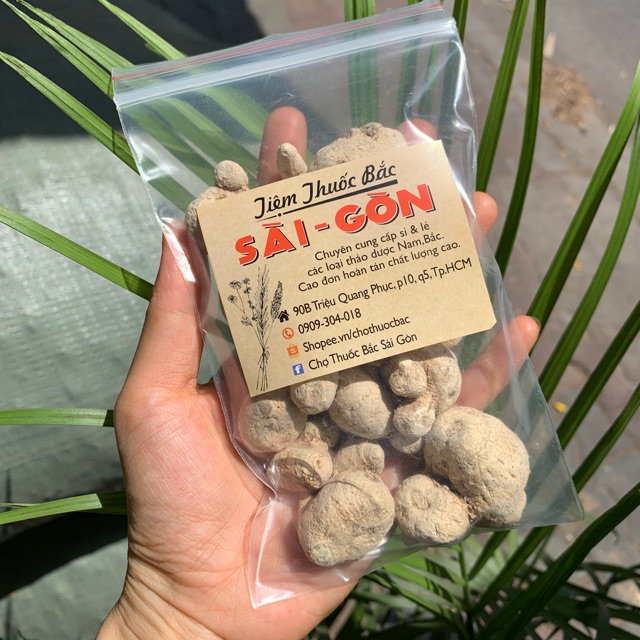 Tiệm Thuốc Bắc
SÀI-GÒN
Chuyên cung cấp sỉ & lẻ
các loại thảo dược Nam,Bắc.
Cao đơn hoàn tán chất lượng cao.
90B Triệu Quang Phục, p10, q5, Tp.HCM
0909-304-018
Shopee.vn/chothuocbac
Chợ Thuốc Bắc Sài Gòn